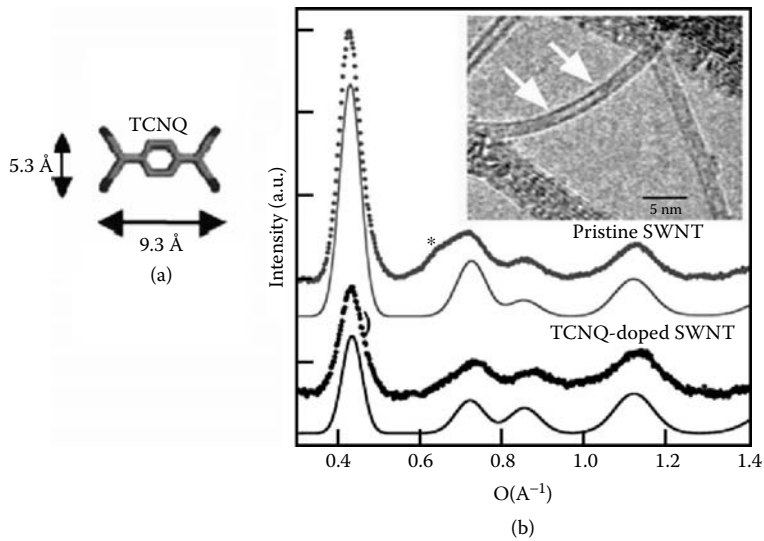 (a)
TCNQ
5.3 Å
9.3 Å
(b)
Intensity (a.u.)
5 nm
*
Pristine SWNT
TCNQ-doped SWNT
0.4 0.6 0.8 1.0 1.2 1.4
O(A⁻¹)